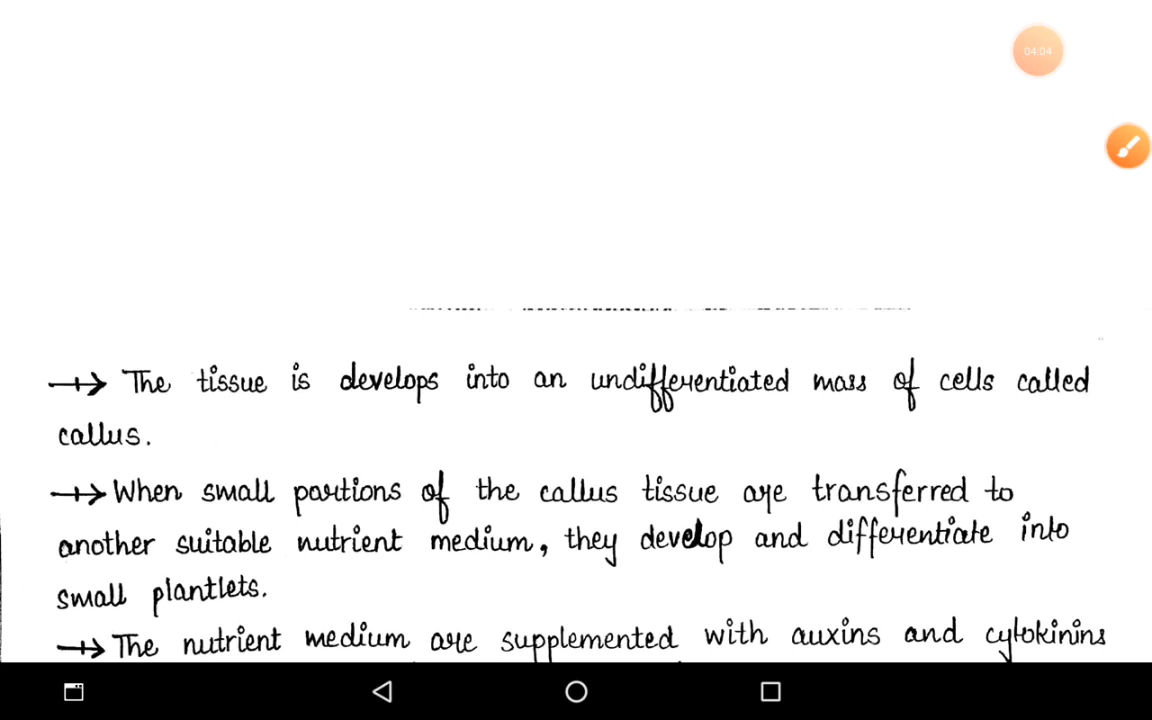 04:04
→ The tissue is develops into an undifferentiated mass of cells called
callus.
→ When small portions of the callus tissue are transferred to
another suitable nutrient medium, they develop and differentiate into
small plantlets.
→ The nutrient medium are supplemented with auxins and cytokinins